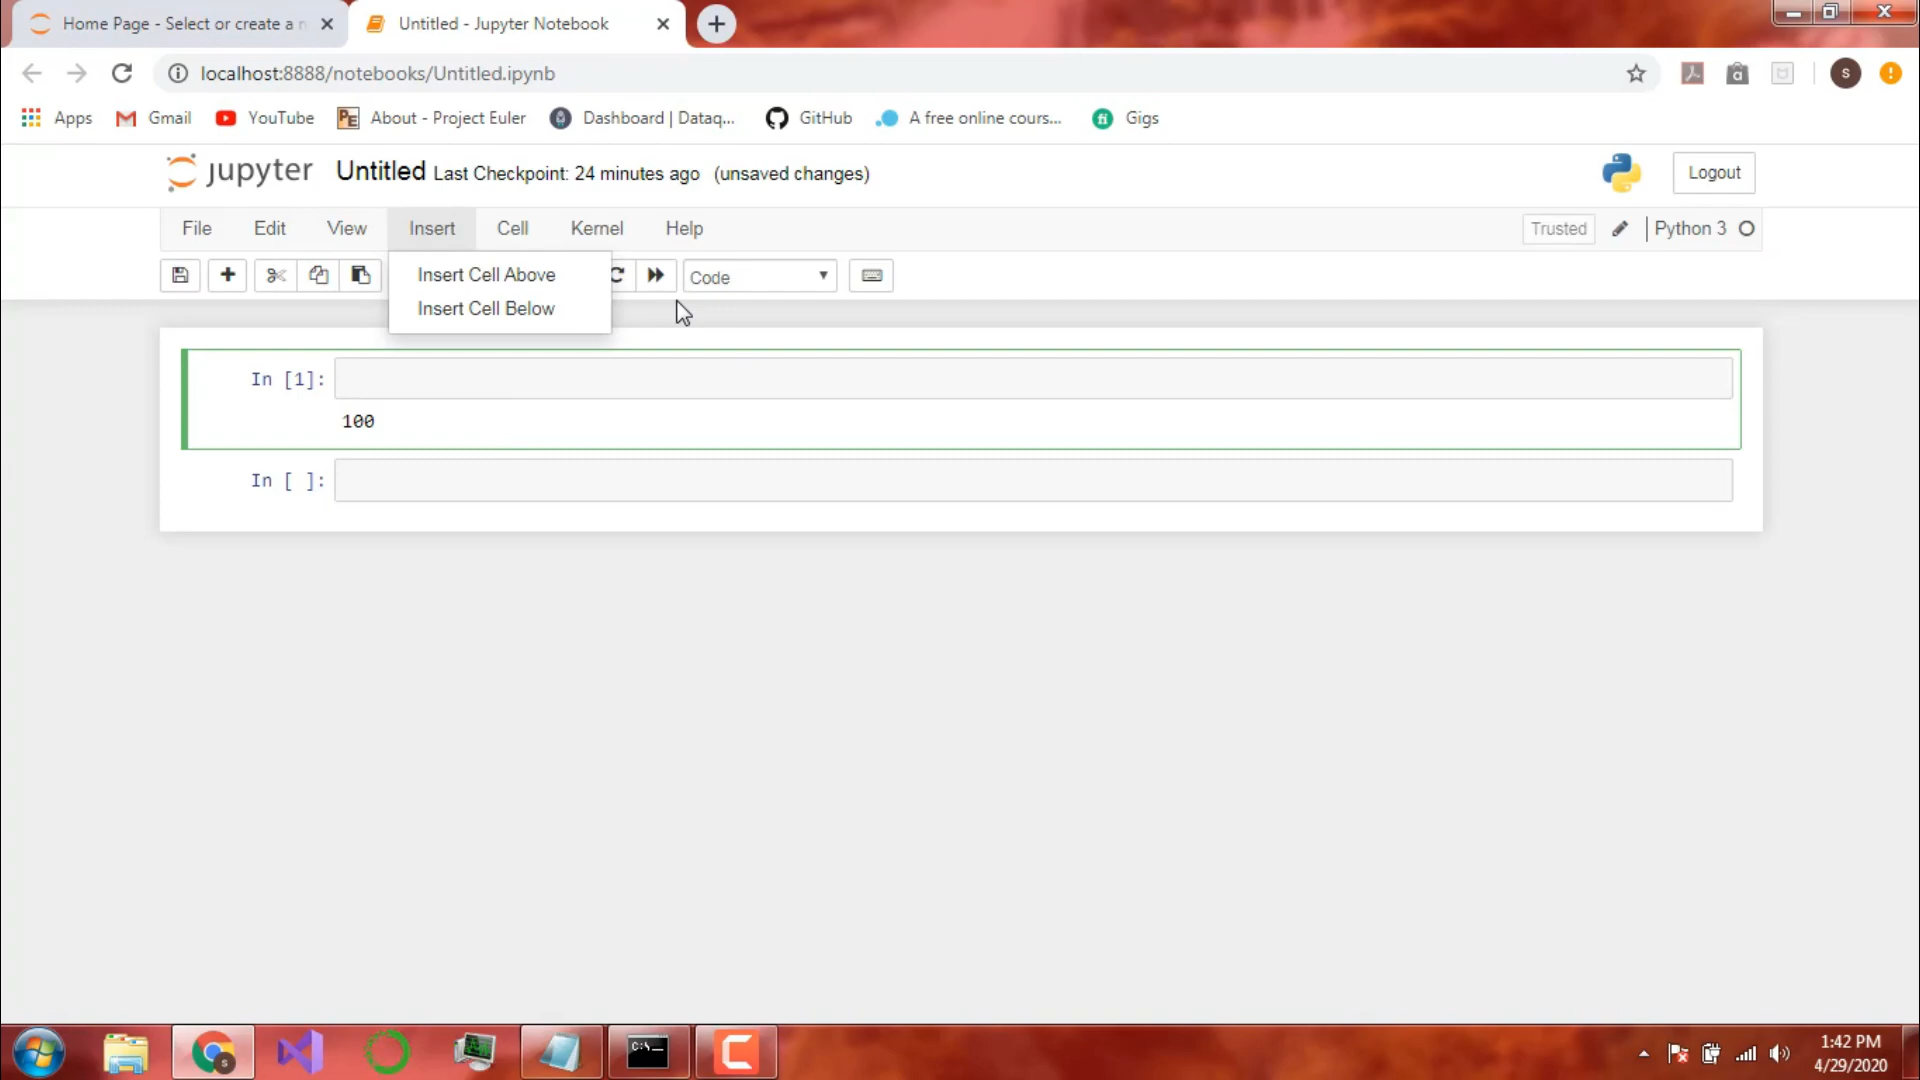 Home Page - Select or create a n
Untitled - Jupyter Notebook
localhost:8888/notebooks/Untitled.ipynb
s
Apps
Gmail
YouTube
PE
About - Project Euler
Dashboard | Dataq...
GitHub
A free online cours...
fi
Gigs
jupyter Untitled Last Checkpoint: 24 minutes ago (unsaved changes)
Logout
File Edit View Insert Cell Kernel Help
Trusted
Python 3
Insert Cell Above
Insert Cell Below
Code
In [1]:
100
In [ ]:
C:\_
1:42 PM
4/29/2020